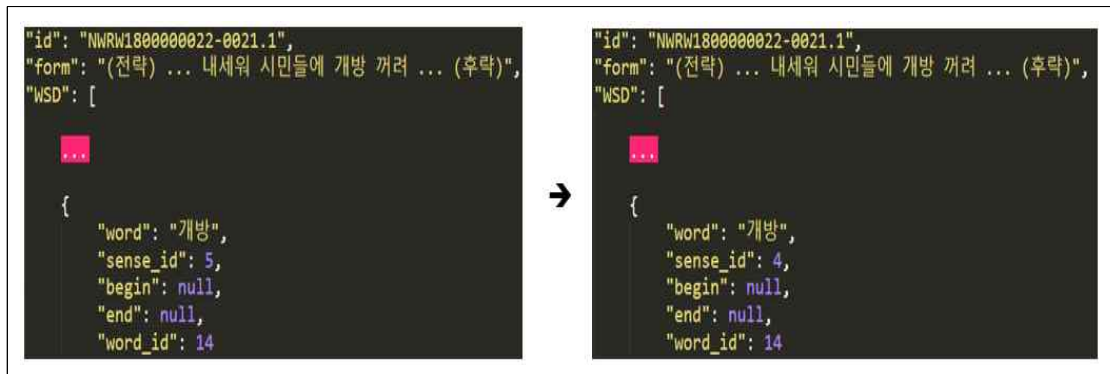 "id": "NWRW1800000022-0021.1",
"form": "(전략) ... 내세워 시민들에 개방 꺼려 ... (후략)",
"WSD": [
...
{
"word": "개방",
"sense_id": 5,
"begin": null,
"end": null,
"word_id": 14
➔
"id": "NWRW1800000022-0021.1",
"form": "(전략) ... 내세워 시민들에 개방 꺼려 ... (후략)",
"WSD": [
...
{
"word": "개방",
"sense_id": 4,
"begin": null,
"end": null,
"word_id": 14